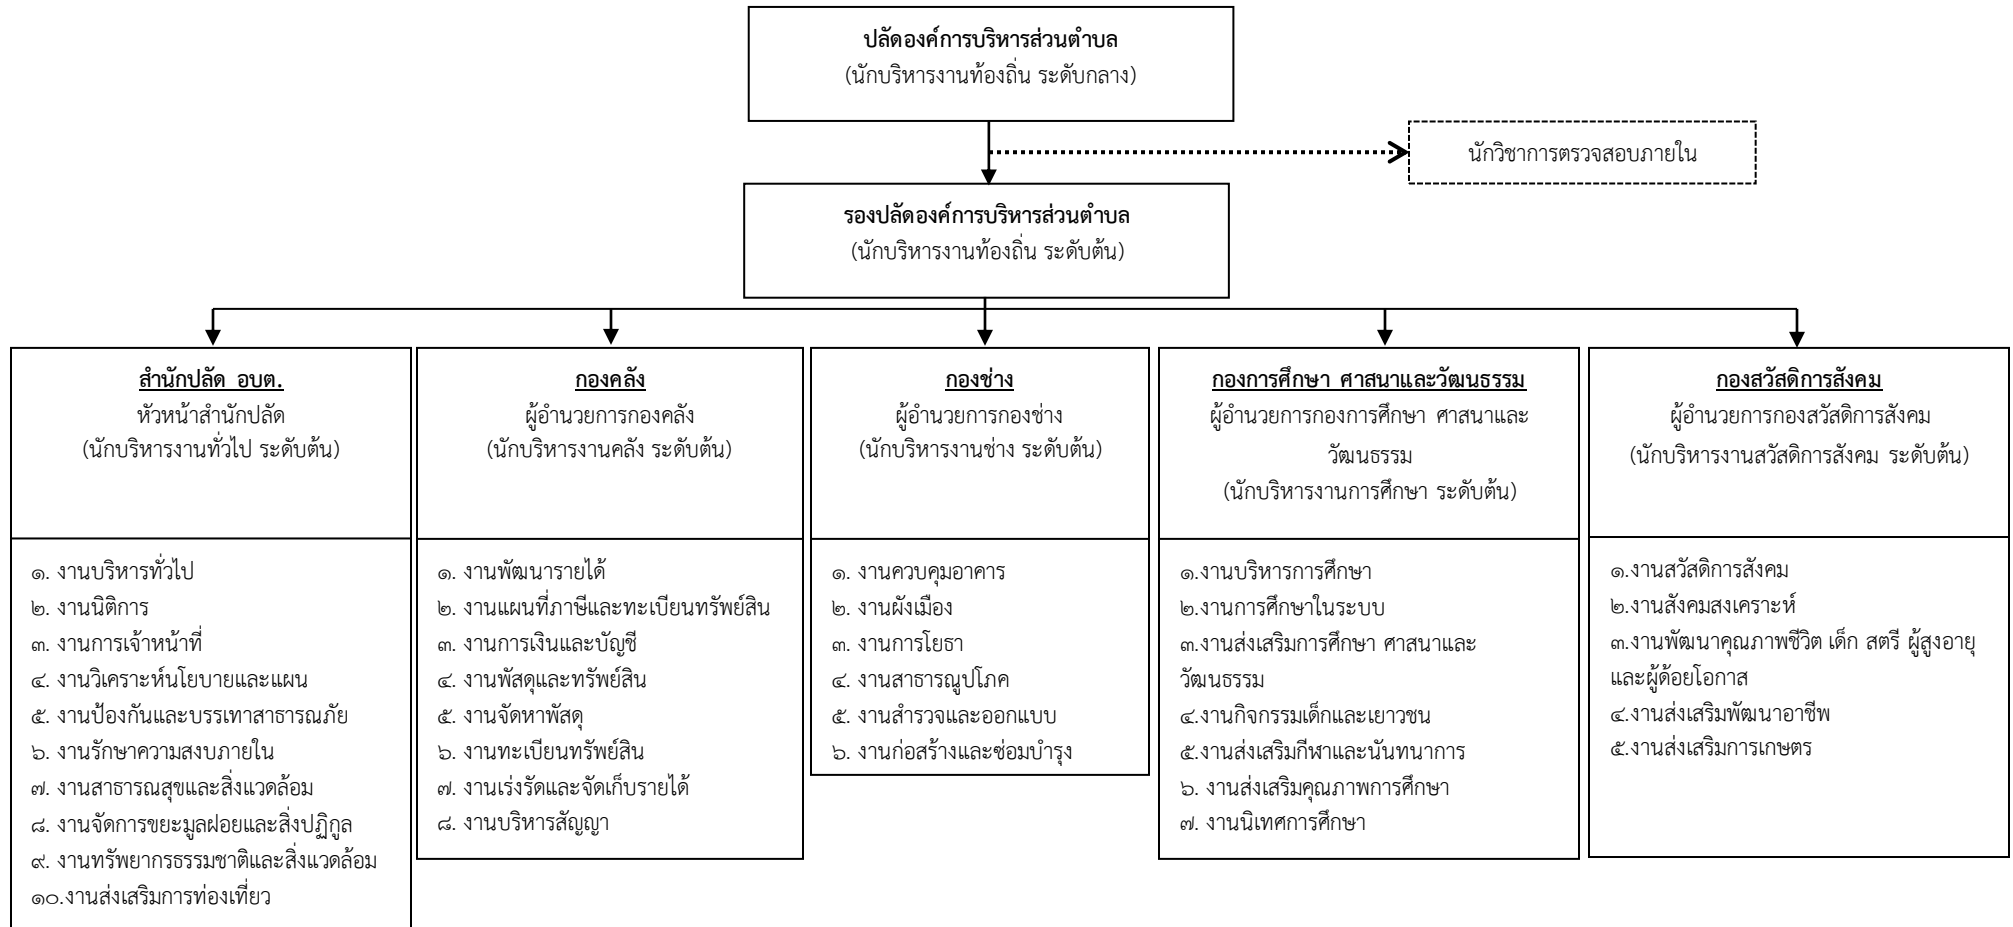 ปลัดองค์การบริหารส่วนตำบล
(นักบริหารงานท้องถิ่น ระดับกลาง)
นักวิชาการตรวจสอบภายใน
รองปลัดองค์การบริหารส่วนตำบล
(นักบริหารงานท้องถิ่น ระดับต้น)
สำนักปลัด อบต.
หัวหน้าสำนักปลัด
(นักบริหารงานทั่วไป ระดับต้น)
๑. งานบริหารทั่วไป
๒. งานนิติการ
๓. งานการเจ้าหน้าที่
๔. งานวิเคราะห์นโยบายและแผน
๕. งานป้องกันและบรรเทาสาธารณภัย
๖. งานรักษาความสงบภายใน
๗. งานสาธารณสุขและสิ่งแวดล้อม
๘. งานจัดการขยะมูลฝอยและสิ่งปฏิกูล
๙. งานทรัพยากรธรรมชาติและสิ่งแวดล้อม
๑๐.งานส่งเสริมการท่องเที่ยว
กองคลัง
ผู้อำนวยการกองคลัง
(นักบริหารงานคลัง ระดับต้น)
๑. งานพัฒนารายได้
๒. งานแผนที่ภาษีและทะเบียนทรัพย์สิน
๓. งานการเงินและบัญชี
๔. งานพัสดุและทรัพย์สิน
๕. งานจัดหาพัสดุ
๖. งานทะเบียนทรัพย์สิน
๗. งานเร่งรัดและจัดเก็บรายได้
๘. งานบริหารสัญญา
กองช่าง
ผู้อำนวยการกองช่าง
(นักบริหารงานช่าง ระดับต้น)
๑. งานควบคุมอาคาร
๒. งานผังเมือง
๓. งานการโยธา
๔. งานสาธารณูปโภค
๕. งานสำรวจและออกแบบ
๖. งานก่อสร้างและซ่อมบำรุง
กองการศึกษา ศาสนาและวัฒนธรรม
ผู้อำนวยการกองการศึกษา ศาสนาและ
วัฒนธรรม
(นักบริหารงานการศึกษา ระดับต้น)
๑.งานบริหารการศึกษา
๒.งานการศึกษาในระบบ
๓.งานส่งเสริมการศึกษา ศาสนาและ
วัฒนธรรม
๔.งานกิจกรรมเด็กและเยาวชน
๕.งานส่งเสริมกีฬาและนันทนาการ
๖. งานส่งเสริมคุณภาพการศึกษา
๗. งานนิเทศการศึกษา
กองสวัสดิการสังคม
ผู้อำนวยการกองสวัสดิการสังคม
(นักบริหารงานสวัสดิการสังคม ระดับต้น)
๑.งานสวัสดิการสังคม
๒.งานสังคมสงเคราะห์
๓.งานพัฒนาคุณภาพชีวิต เด็ก สตรี ผู้สูงอายุ
และผู้ด้อยโอกาส
๔.งานส่งเสริมพัฒนาอาชีพ
๕.งานส่งเสริมการเกษตร